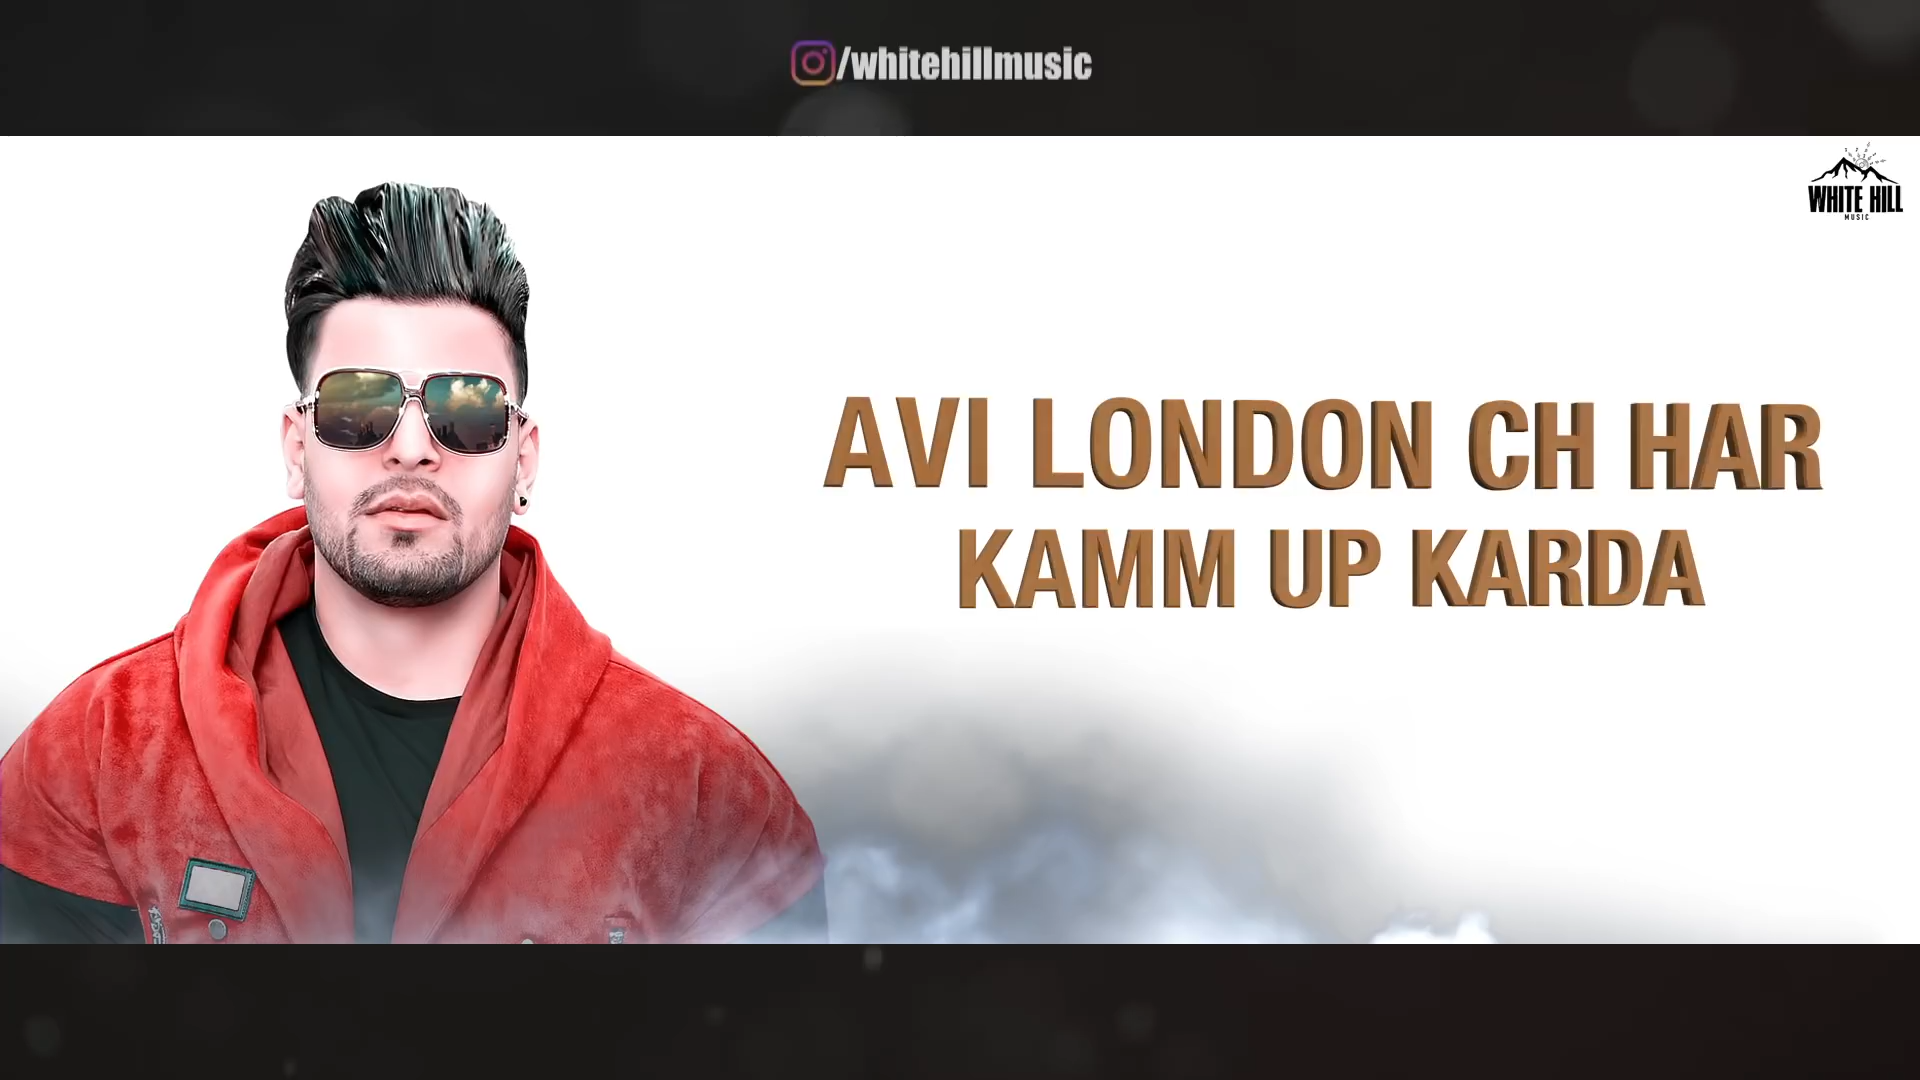 /whitehillmusic
WHITE HILL
MUSIC
AVI LONDON CH HAR
KAMM UP KARDA